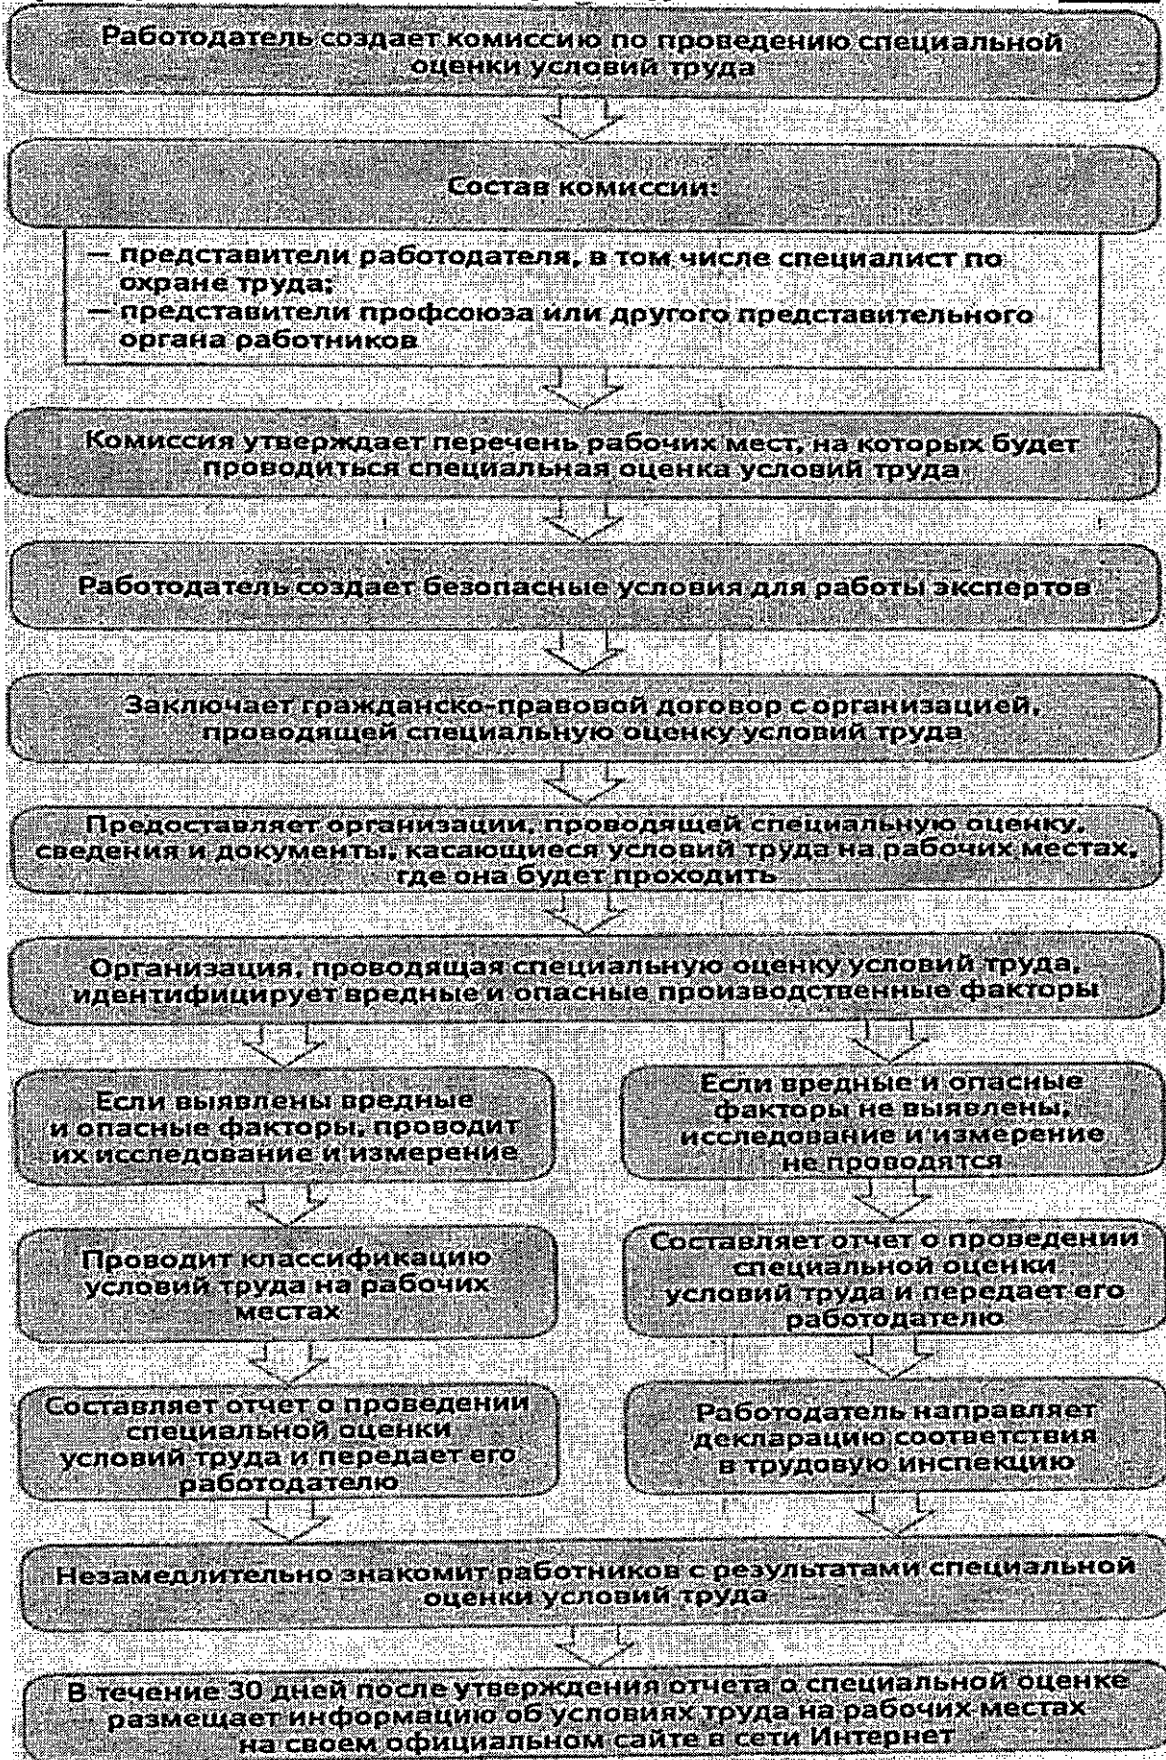 Работодатель создает комиссию по проведению специальной
оценки условий труда
Состав комиссии:
— представители работодателя, в том числе специалист по
охране труда;
— представители профсоюза или другого представительного
органа работников
Комиссия утверждает перечень рабочих мест, на которых будет
проводиться специальная оценка условий труда
Работодатель создает безопасные условия для работы экспертов
Заключает гражданско-правовой договор с организацией,
проводящей специальную оценку условий труда
Предоставляет организации, проводящей специальную оценку,
сведения и документы, касающиеся условий труда на рабочих местах,
где она будет проходить
Организация, проводящая специальную оценку условий труда,
идентифицирует вредные и опасные производственные факторы
Если выявлены вредные
и опасные факторы, проводит
их исследование и измерение
Если вредные и опасные
факторы не выявлены,
исследование и измерение
не проводятся
Проводит классификацию
условий труда на рабочих
местах
Составляет отчет о проведении
специальной оценки
условий труда и передает его
работодателю
Составляет отчет о проведении
специальной оценки
условий труда и передает его
работодателю
Работодатель направляет
декларацию соответствия
в трудовую инспекцию
Незамедлительно знакомит работников с результатами специальной
оценки условий труда
В течение 30 дней после утверждения отчета о специальной оценке
размещает информацию об условиях труда на рабочих местах
на своем официальном сайте в сети Интернет